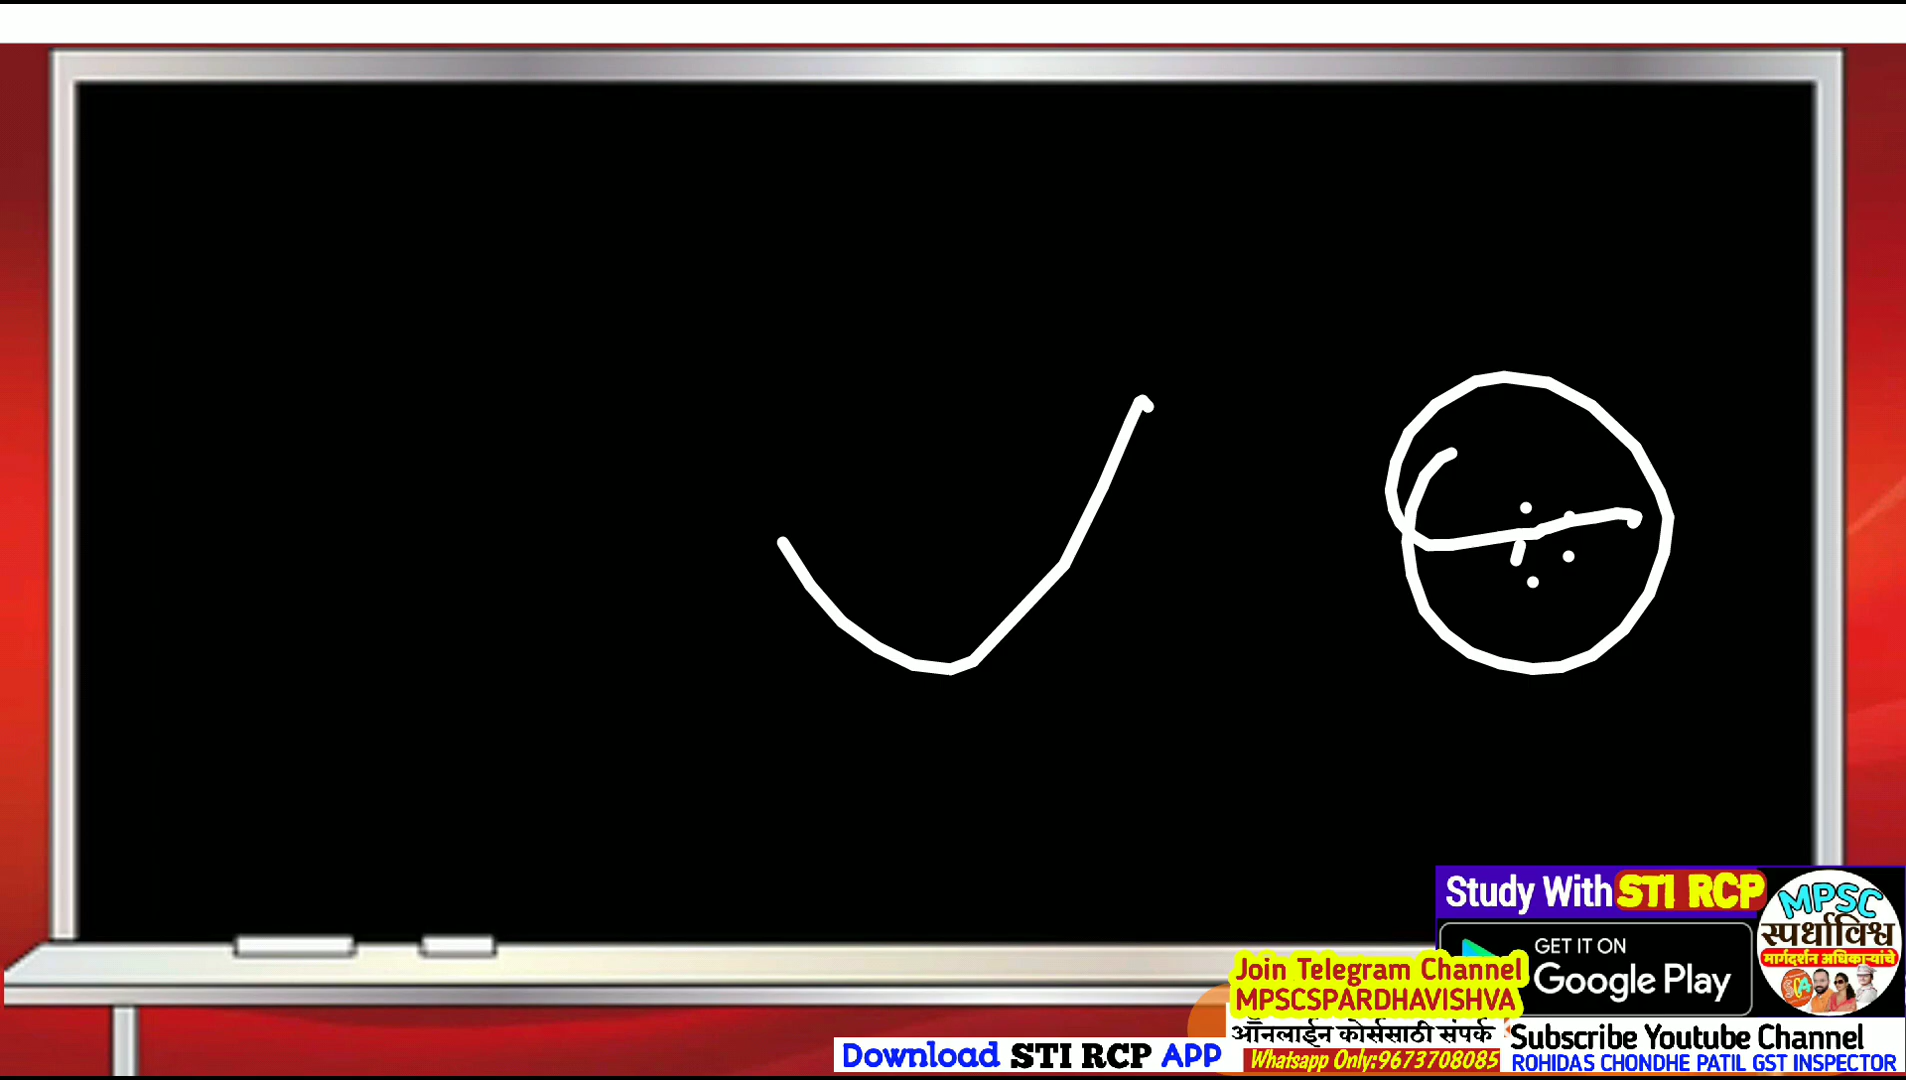 Study With STI RCP
MPSC
स्पर्धाविश्व
मार्गदर्शन अधिकाऱ्यांचे
GET IT ON
Google Play
Join Telegram Channel
MPSCSPARDHAVISHVA
ऑनलाईन कोर्ससाठी संपर्क
Whatsapp Only:9673708085
Download STI RCP APP
Subscribe Youtube Channel
ROHIDAS CHONDHE PATIL GST INSPECTOR